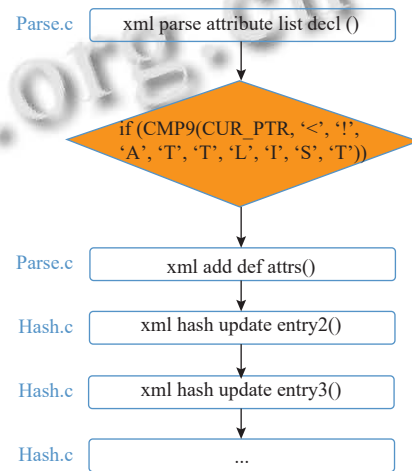 Parse.c xml parse attribute list decl ()
if (CMP9(CUR_PTR, ‘<’, ‘!’,
‘A’, ‘T’, ‘T’, ‘L’, ‘I’, ‘S’, ‘T’))
Parse.c xml add def attrs()
Hash.c xml hash update entry2()
Hash.c xml hash update entry3()
Hash.c ...
.org.c